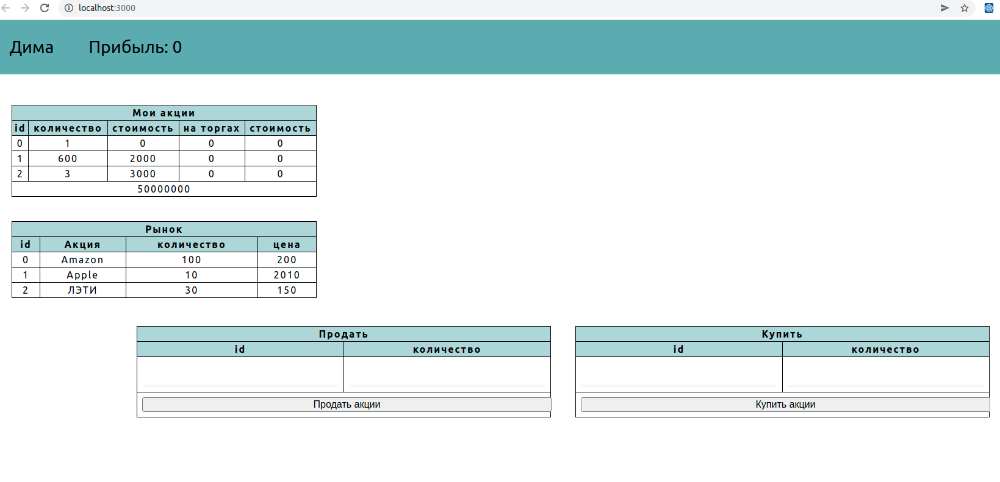 localhost:3000
Дима Прибыль: 0
Мои акции
id количество стоимость на торгах стоимость
0 1 0 0 0
1 600 2000 0 0
2 3 3000 0 0
50000000
Рынок
id Акция количество цена
0 Amazon 100 200
1 Apple 10 2010
2 ЛЭТИ 30 150
Продать
id количество
Продать акции
Купить
id количество
Купить акции